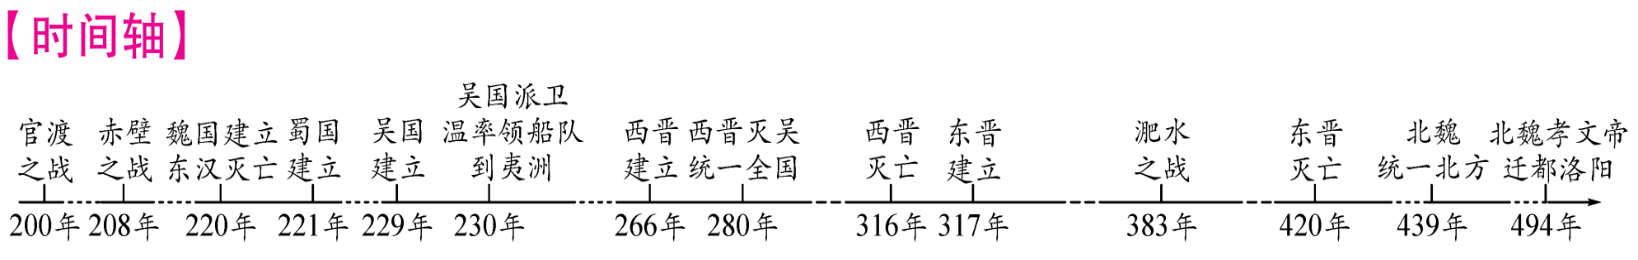 【时间轴】
吴国派卫
官渡 赤壁 魏国建立 蜀国 吴国 温率领船队 西晋 西晋灭吴 西晋 东晋 淝水 东晋 北魏 北魏孝文帝
之战 之战 东汉灭亡 建立 建立 到夷洲 建立 统一全国 灭亡 建立 之战 灭亡 统一北方 迁都洛阳
200年 208年 220年 221年 229年 230年 266年 280年 316年 317年 383年 420年 439年 494年